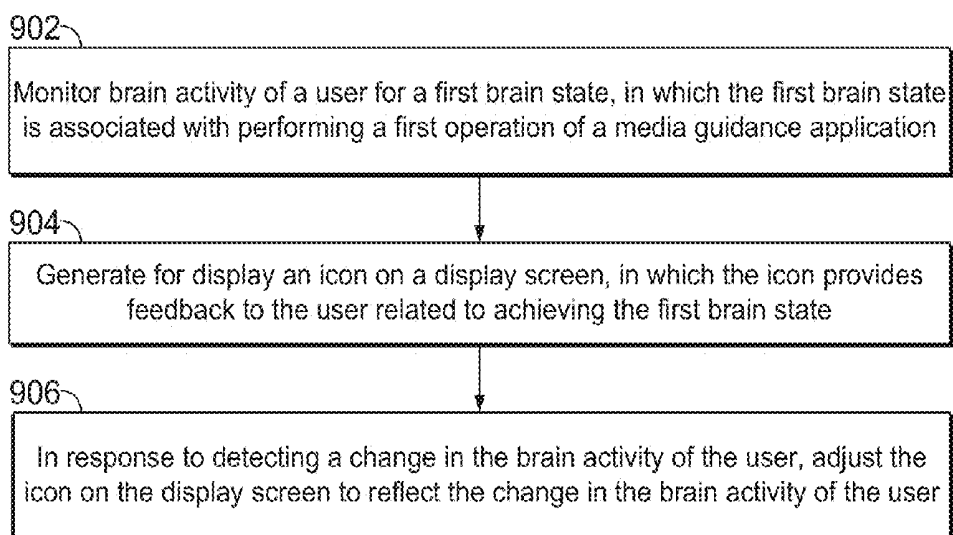 902
Monitor brain activity of a user for a first brain state, in which the first brain state
is associated with performing a first operation of a media guidance application
904
Generate for display an icon on a display screen, in which the icon provides
feedback to the user related to achieving the first brain state
906
In response to detecting a change in the brain activity of the user, adjust the
icon on the display screen to reflect the change in the brain activity of the user